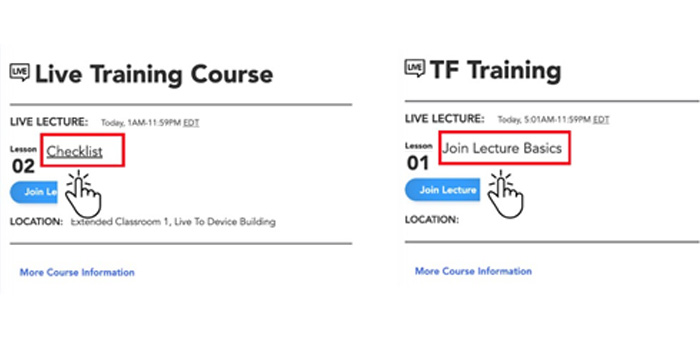 LIVE Live Training Course
LIVE LECTURE: Today, 1AM-11:59PM EDT
Lesson
02
Checklist
Join Le
LOCATION: Extended Classroom 1, Live To Device Building
More Course Information
LIVE TF Training
LIVE LECTURE: Today, 5:01AM-11:59PM EDT
Lesson
01
Join Lecture Basics
Join Lecture
LOCATION:
More Course Information